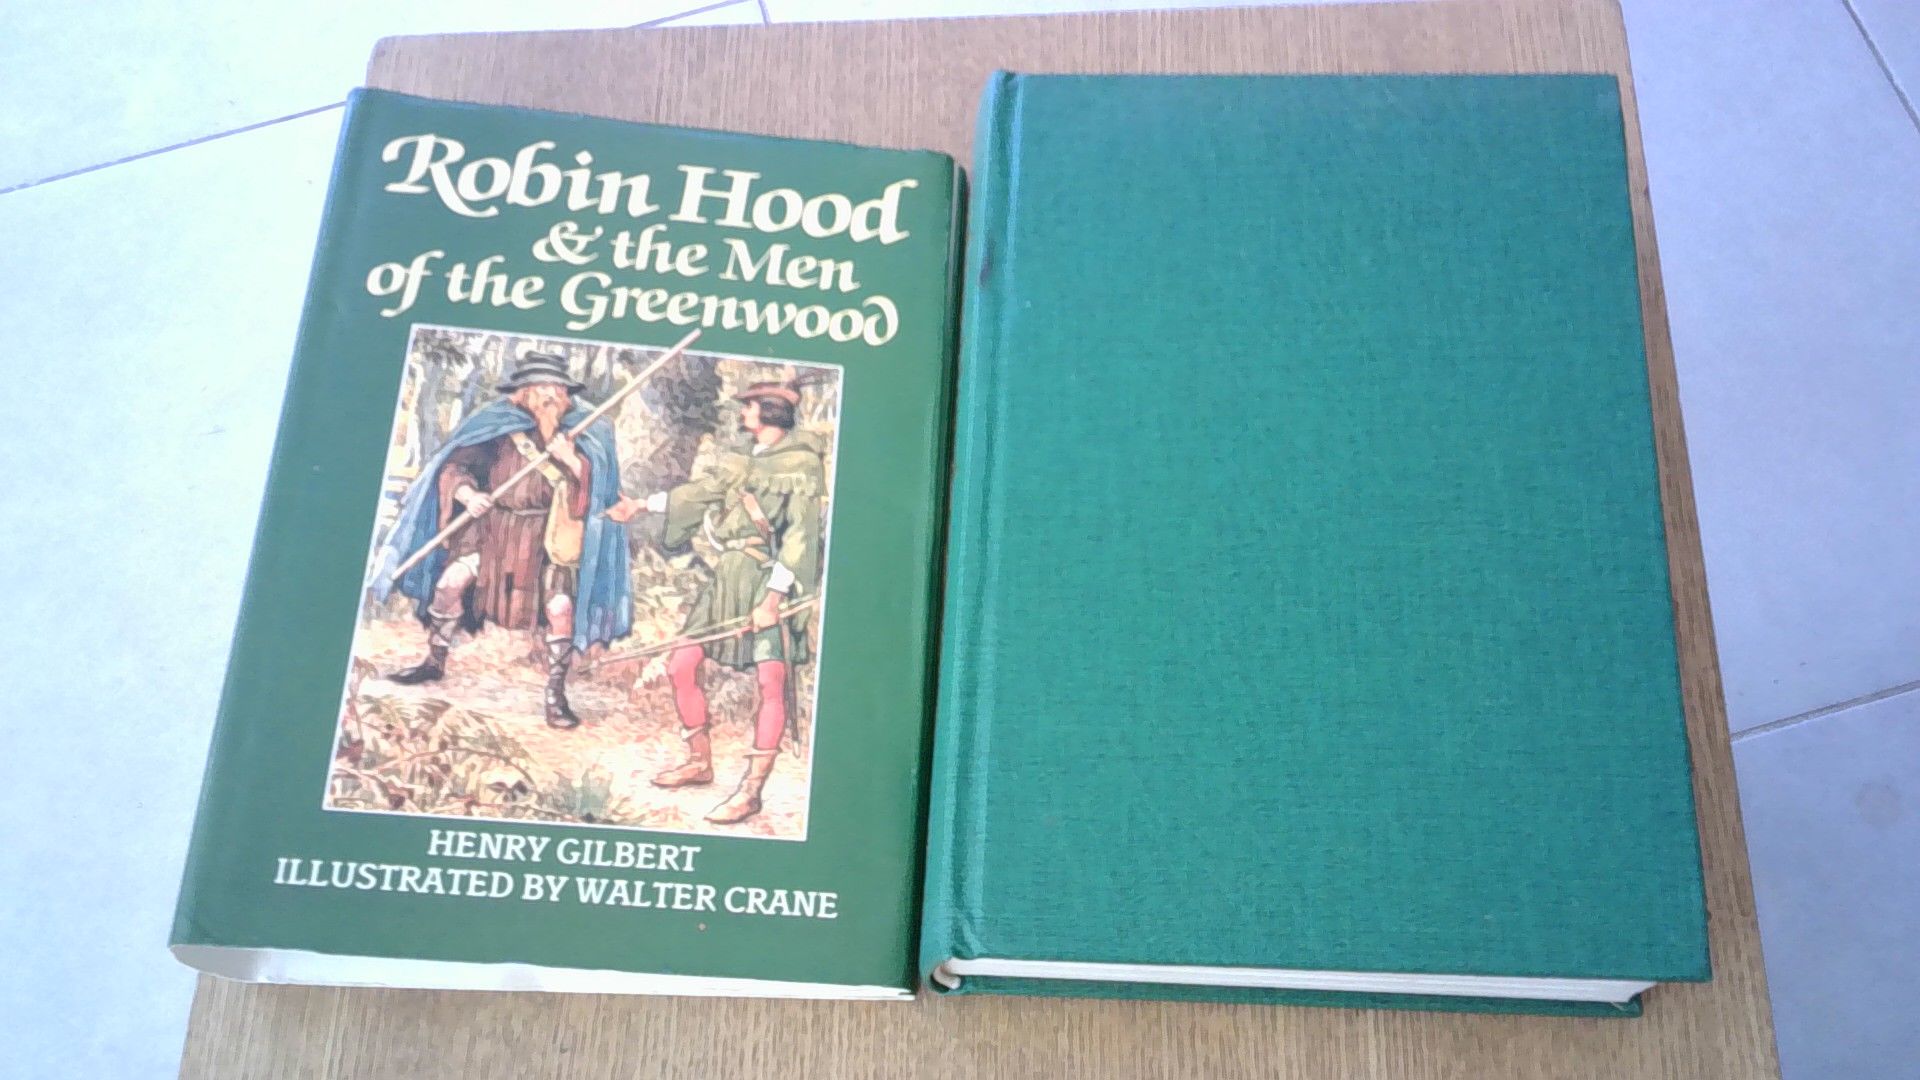 Robin Hood
& the Men
of the Greenwood
HENRY GILBERT
ILLUSTRATED BY WALTER CRANE